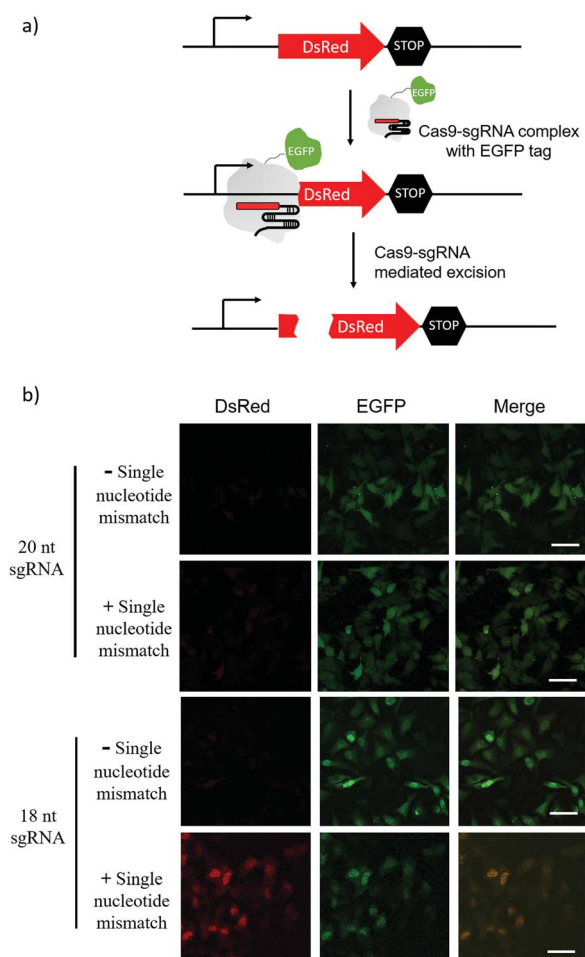 a)
DsRed
STOP
EGFP
Cas9-sgRNA complex
with EGFP tag
EGFP
DsRed
STOP
Cas9-sgRNA
mediated excision
DsRed
STOP
b)
DsRed EGFP Merge
- Single
nucleotide
mismatch
20 nt
sgRNA
+ Single
nucleotide
mismatch
- Single
nucleotide
mismatch
18 nt
sgRNA
+ Single
nucleotide
mismatch